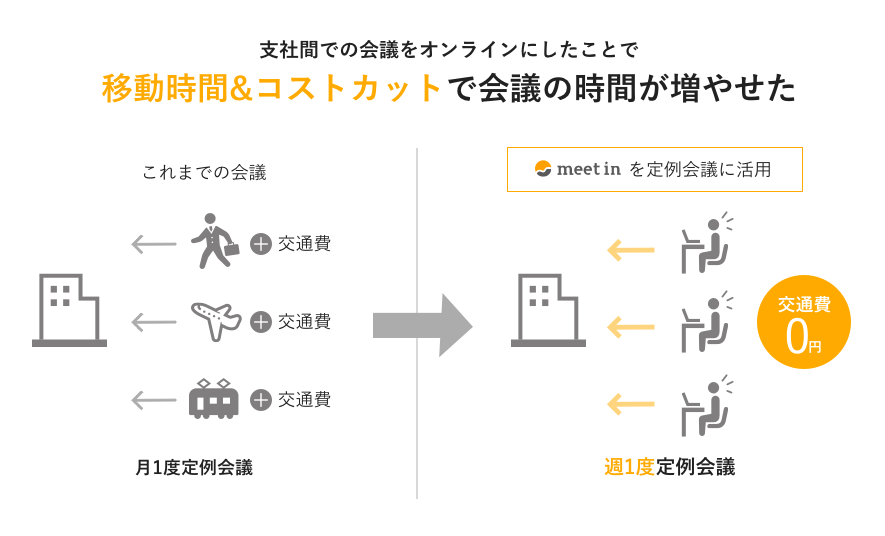 支社間での会議をオンラインにしたことで
移動時間&コストカットで会議の時間が増やせた
これまでの会議
交通費
交通費
交通費
月1度定例会議
meet in を定例会議に活用
交通費
0円
週1度定例会議